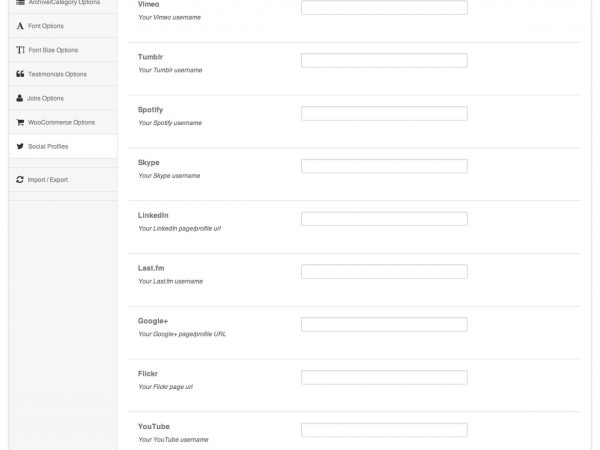 Archive/Category Options
Font Options
Font Size Options
Testimonials Options
Jobs Options
WooCommerce Options
Social Profiles
Import / Export
Vimeo
Your Vimeo username
Tumblr
Your Tumblr username
Spotify
Your Spotify username
Skype
Your Skype username
LinkedIn
Your LinkedIn page/profile url
Last.fm
Your Last.fm username
Google+
Your Google+ page/profile URL
Flickr
Your Flickr page url
YouTube
Your YouTube username